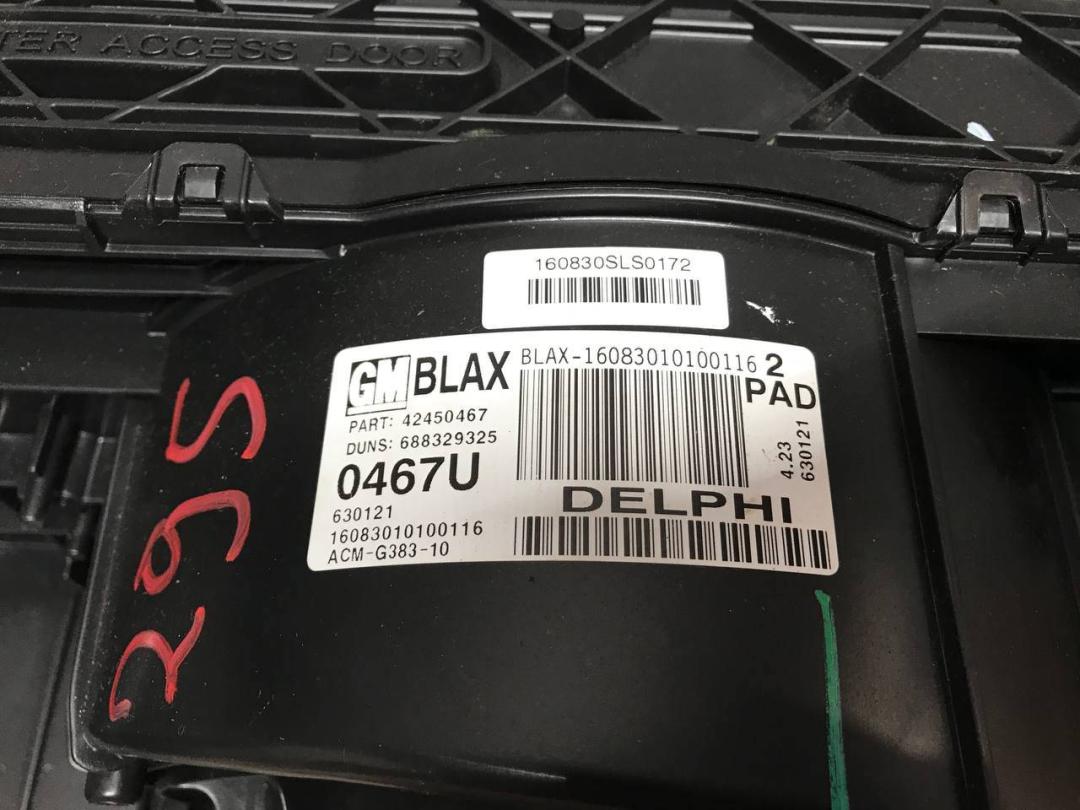 TER ACCESS DOOR
160830SLS0172
GM BLAX
BLAX-16083010100116 2
PAD
PART: 42450467
DUNS: 688329325
0467U
630121
16083010100116
ACM-G383-10
DELPHI
4.23
630121
295